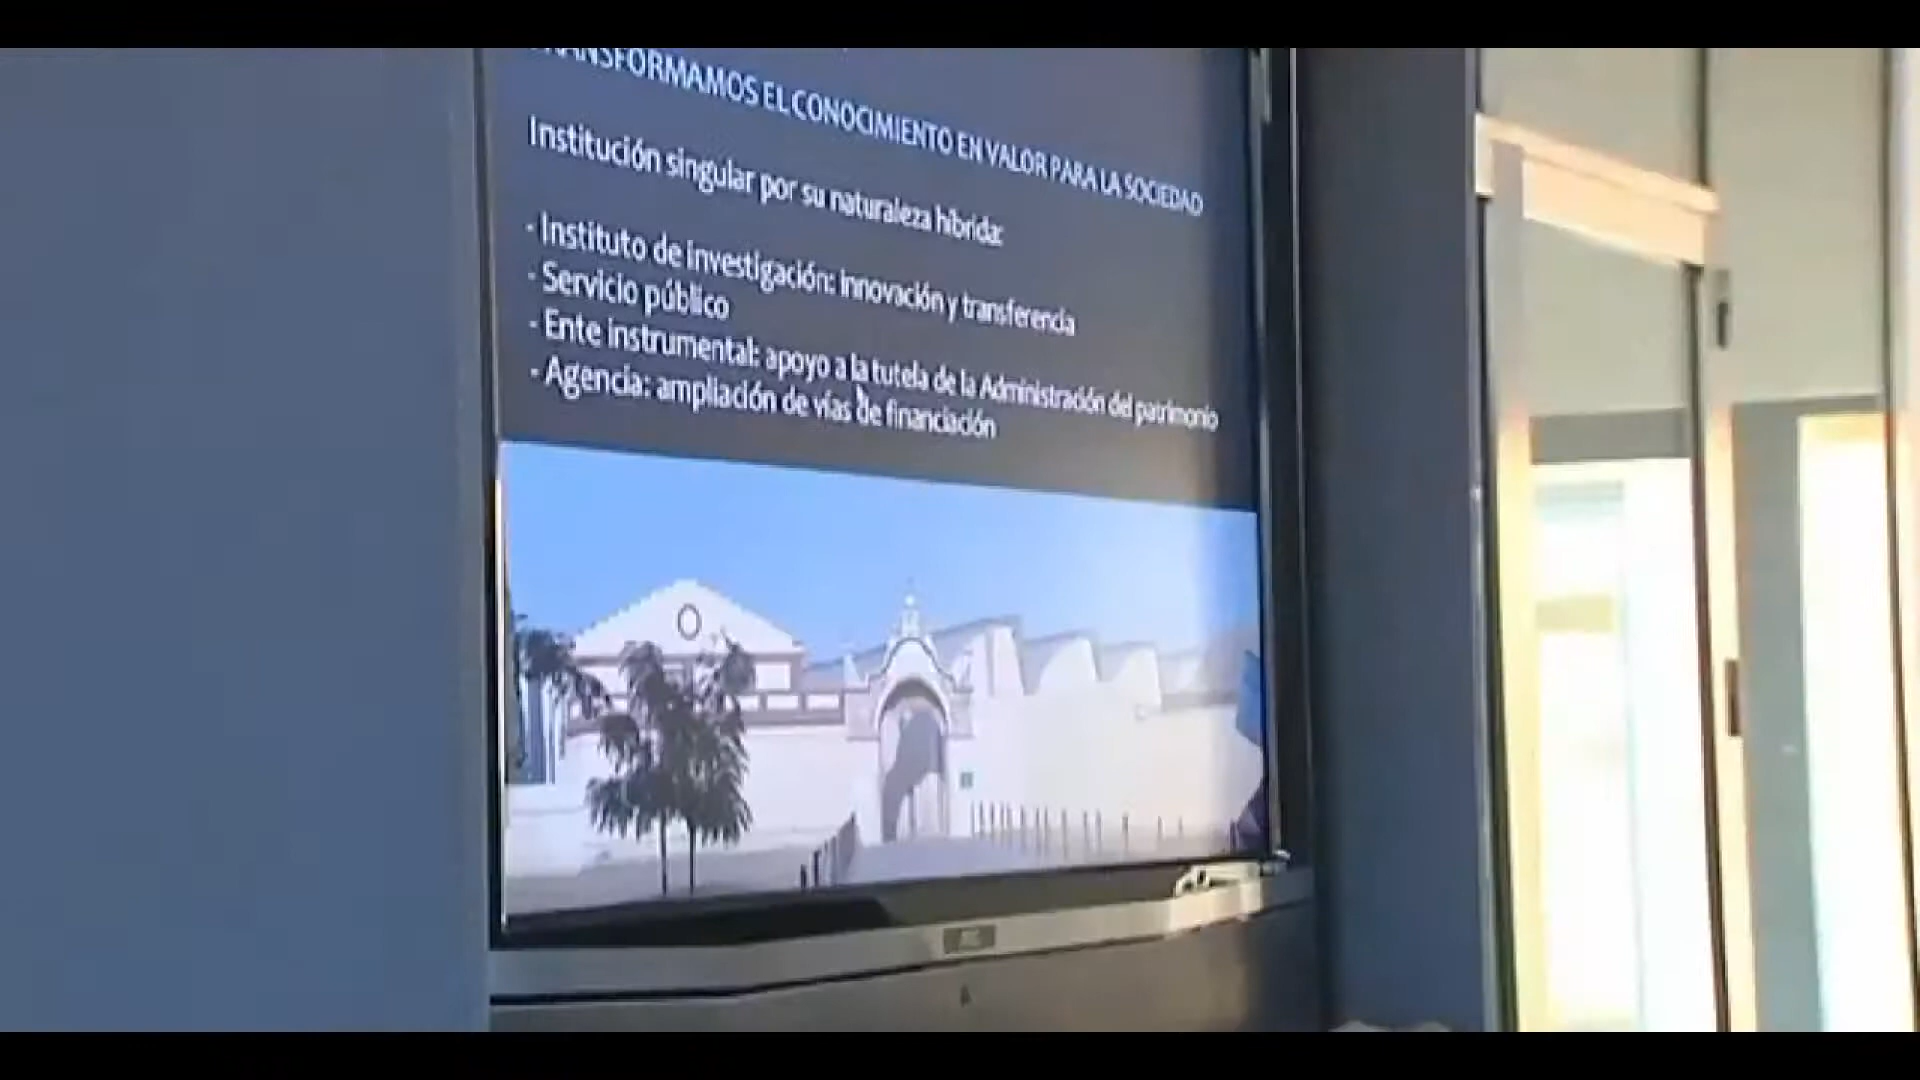 TRANSFORMAMOS EL CONOCIMIENTO EN VALOR PARA LA SOCIEDAD
Institución singular por su naturaleza híbrida:
- Instituto de investigación: innovación y transferencia
- Servicio público
- Ente instrumental: apoyo a la tutela de la Administración del patrimonio
- Agencia: ampliación de vías de financiación